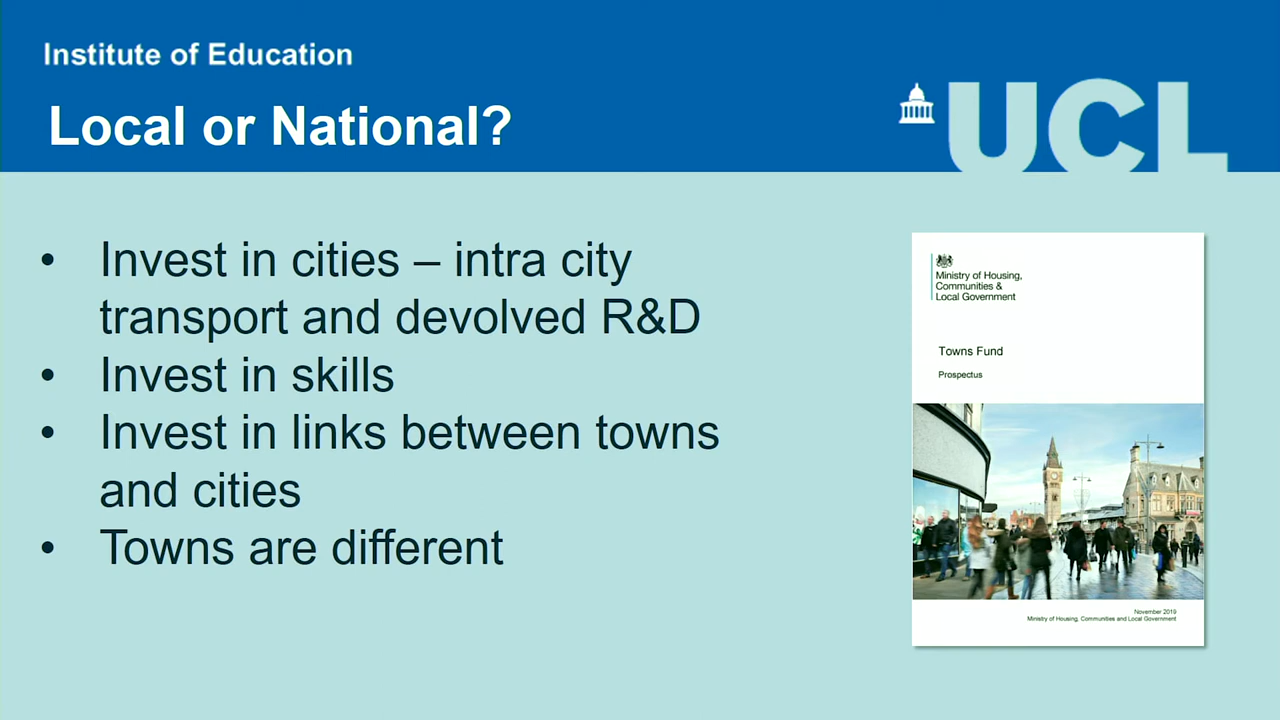 Institute of Education
Local or National?
UCL
• Invest in cities – intra city
transport and devolved R&D
• Invest in skills
• Invest in links between towns
and cities
• Towns are different
Ministry of Housing,
Communities &
Local Government
Towns Fund
Prospectus
November 2019
Ministry of Housing, Communities and Local Government